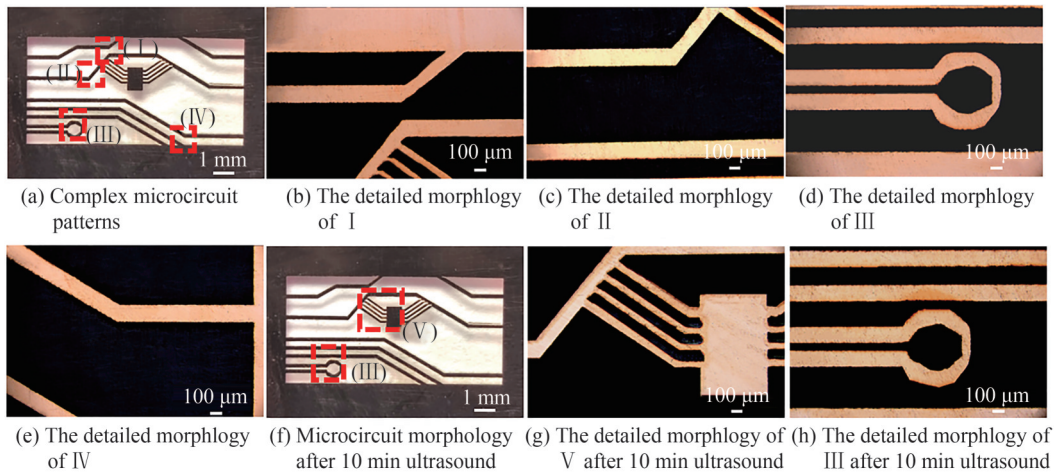 (I)
(II)
(IV)
(III)
1 mm
100 μm
100 μm
100 μm
(a) Complex microcircuit
patterns
(b) The detailed morphlogy
of Ⅰ
(c) The detailed morphlogy
of Ⅱ
(d) The detailed morphlogy
of Ⅲ
100 μm
(V)
(III)
1 mm
100 μm
100 μm
(e) The detailed morphlogy
of Ⅳ
(f) Microcircuit morphology
after 10 min ultrasound
(g) The detailed morphlogy of
Ⅴ after 10 min ultrasound
(h) The detailed morphlogy of
Ⅲ after 10 min ultrasound